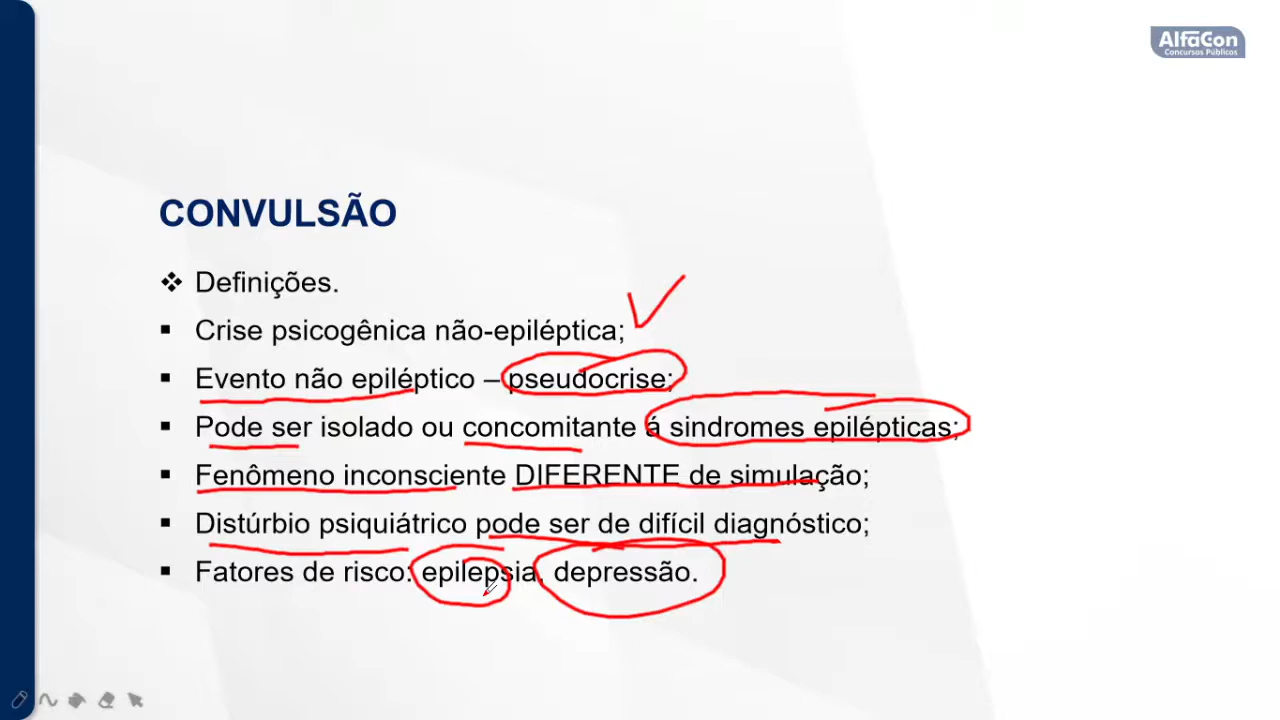 AlfaCon
Concursos Públicos
CONVULSÃO
❖ Definições.
▪ Crise psicogênica não-epiléptica;
▪ Evento não epiléptico – pseudocrise;
▪ Pode ser isolado ou concomitante á sindromes epilépticas;
▪ Fenômeno inconsciente DIFERENTE de simulação;
▪ Distúrbio psiquiátrico pode ser de difícil diagnóstico;
▪ Fatores de risco: epilepsia, depressão.